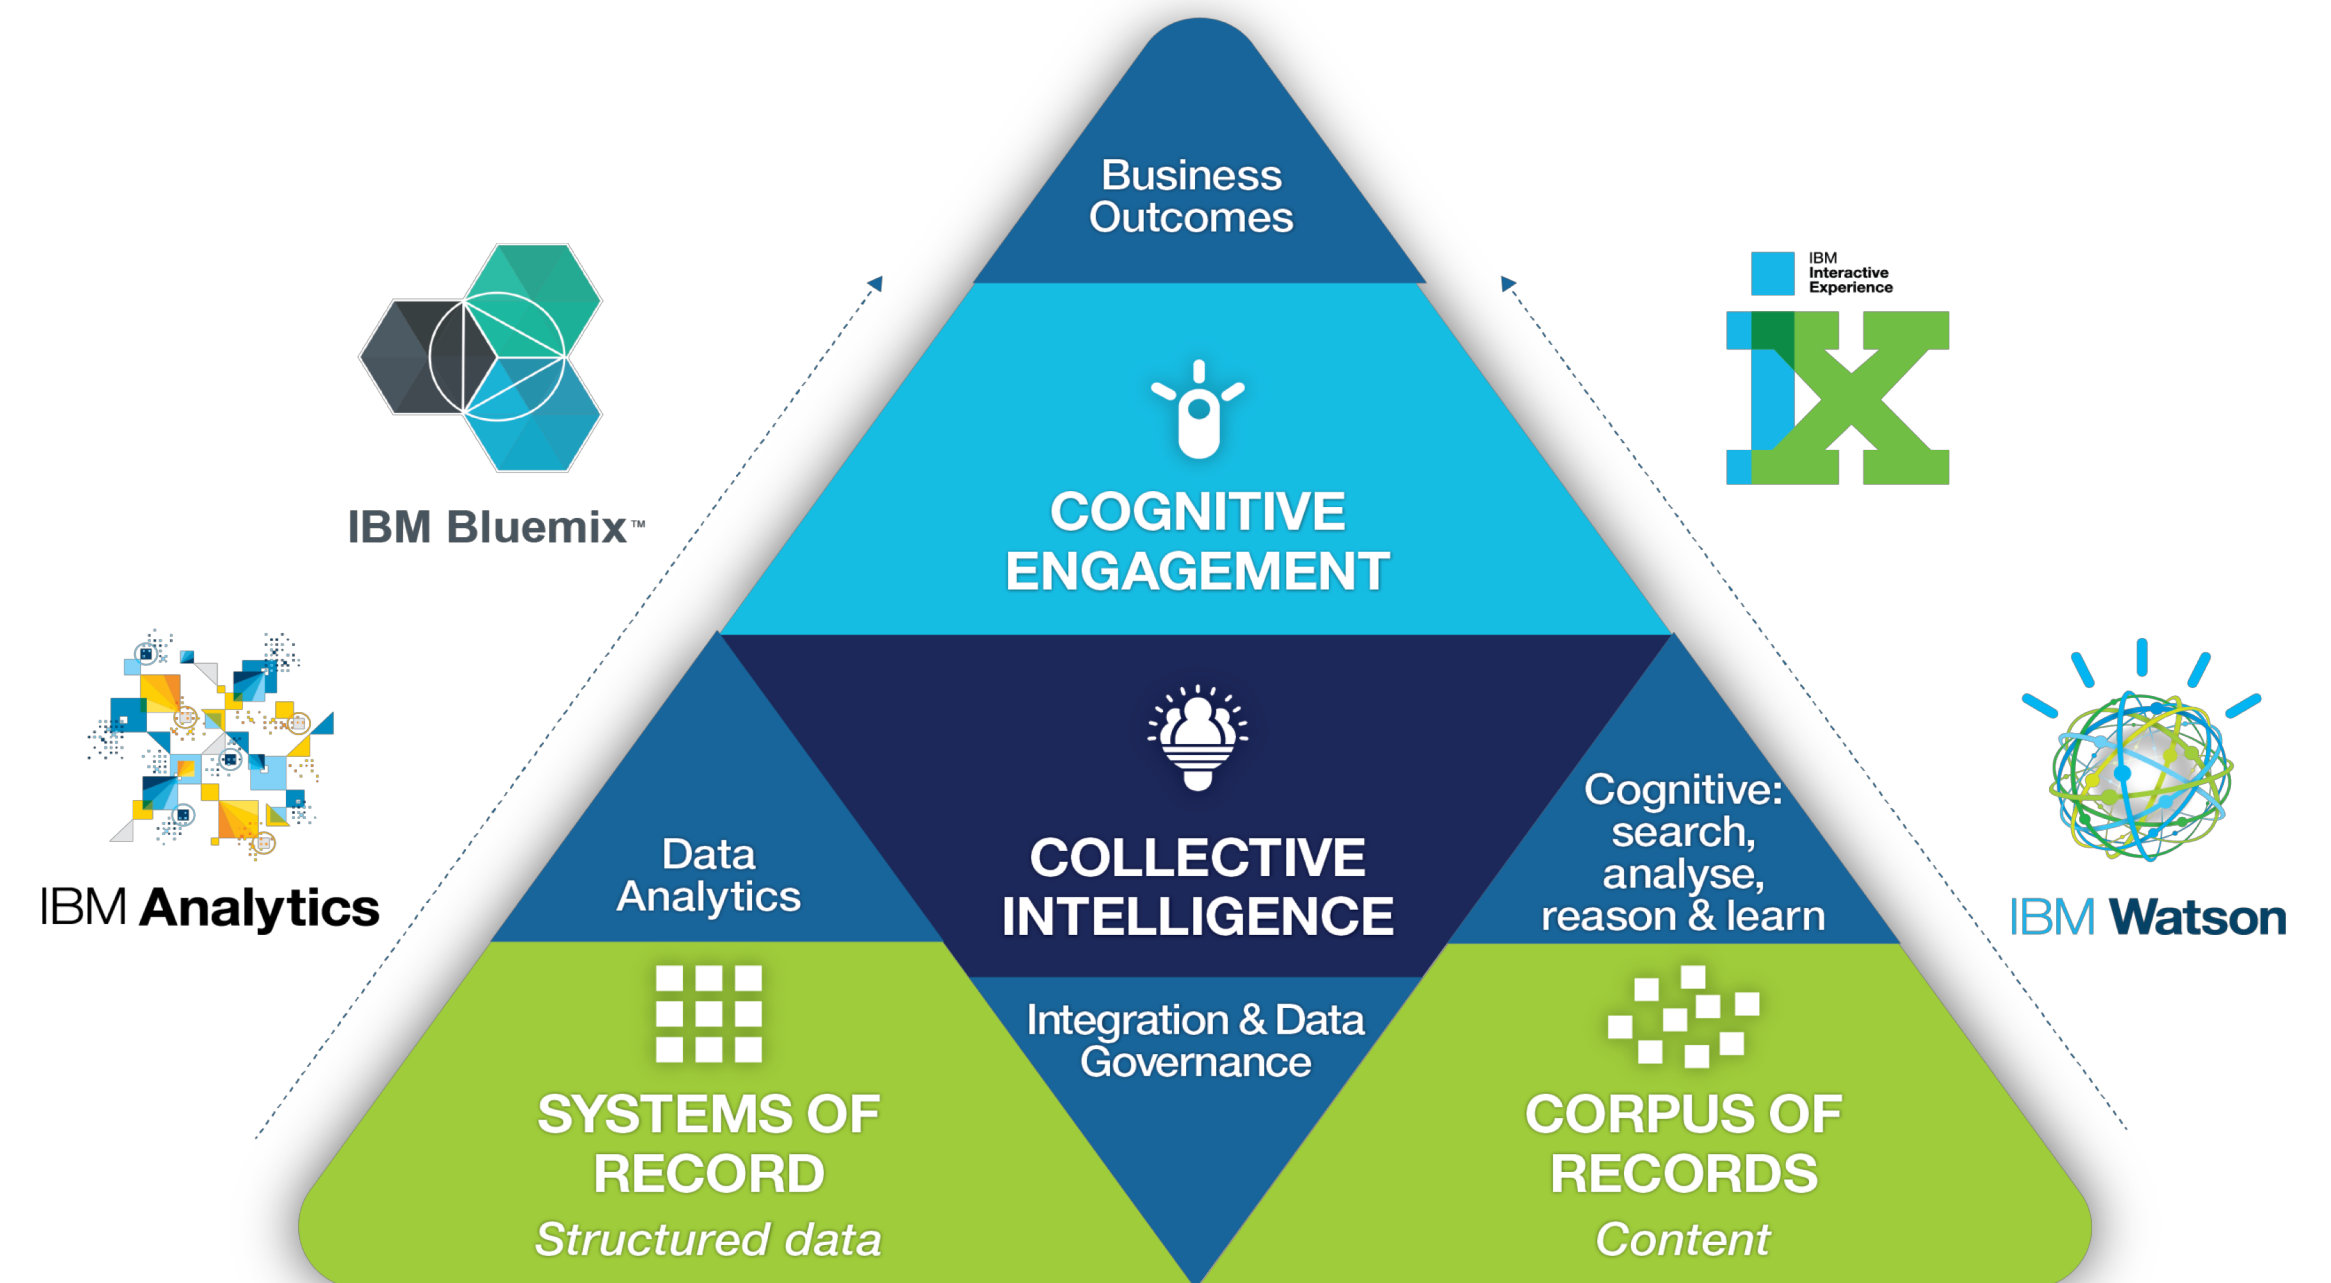 Business
Outcomes
IBM
Interactive
Experience
COGNITIVE
ENGAGEMENT
IBM Bluemix™
Data
Analytics
COLLECTIVE
INTELLIGENCE
Cognitive:
search,
analyse,
reason & learn
IBM Analytics
IBM Watson
Integration & Data
Governance
SYSTEMS OF
RECORD
Structured data
CORPUS OF
RECORDS
Content
iX